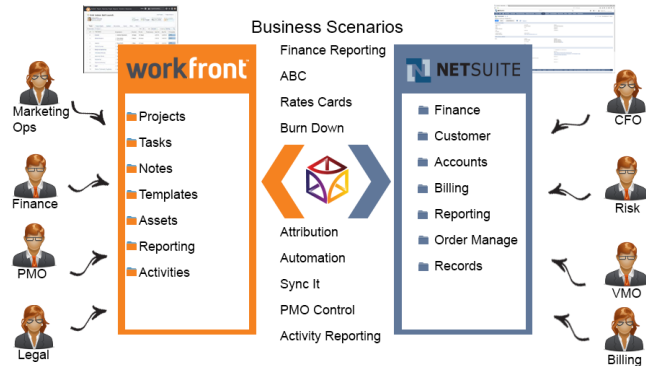 Business Scenarios
workfront
Projects
Tasks
Notes
Templates
Assets
Reporting
Activities
Marketing
Ops
Finance
PMO
Legal
Finance Reporting
ABC
Rates Cards
Burn Down
Attribution
Automation
Sync It
PMO Control
Activity Reporting
NETSUITE
Finance
Customer
Accounts
Billing
Reporting
Order Manage
Records
CFO
Risk
VMO
Billing